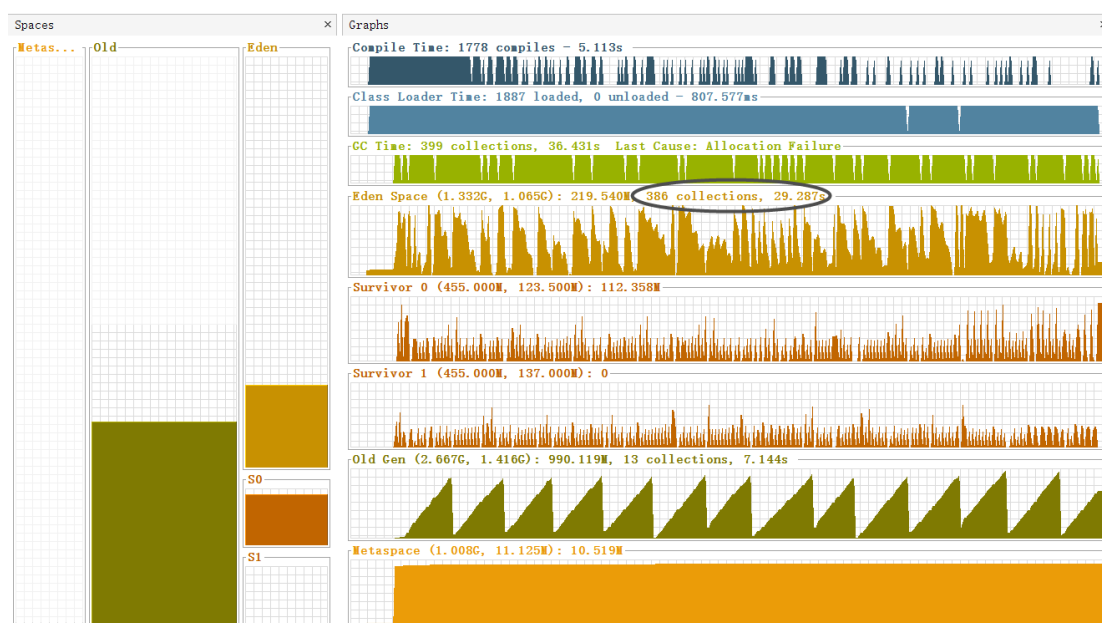 Spaces ×
Metas...
Old
Eden
S0
S1
Graphs
Compile Time: 1778 compiles - 5.113s
Class Loader Time: 1887 loaded, 0 unloaded - 807.577ms
GC Time: 399 collections, 36.431s Last Cause: Allocation Failure
Eden Space (1.332G, 1.065G): 219.540M, 386 collections, 29.287s
Survivor 0 (455.000M, 123.500M): 112.358M
Survivor 1 (455.000M, 137.000M): 0
Old Gen (2.667G, 1.416G): 990.119M, 13 collections, 7.144s
Metaspace (1.008G, 11.125M): 10.519M